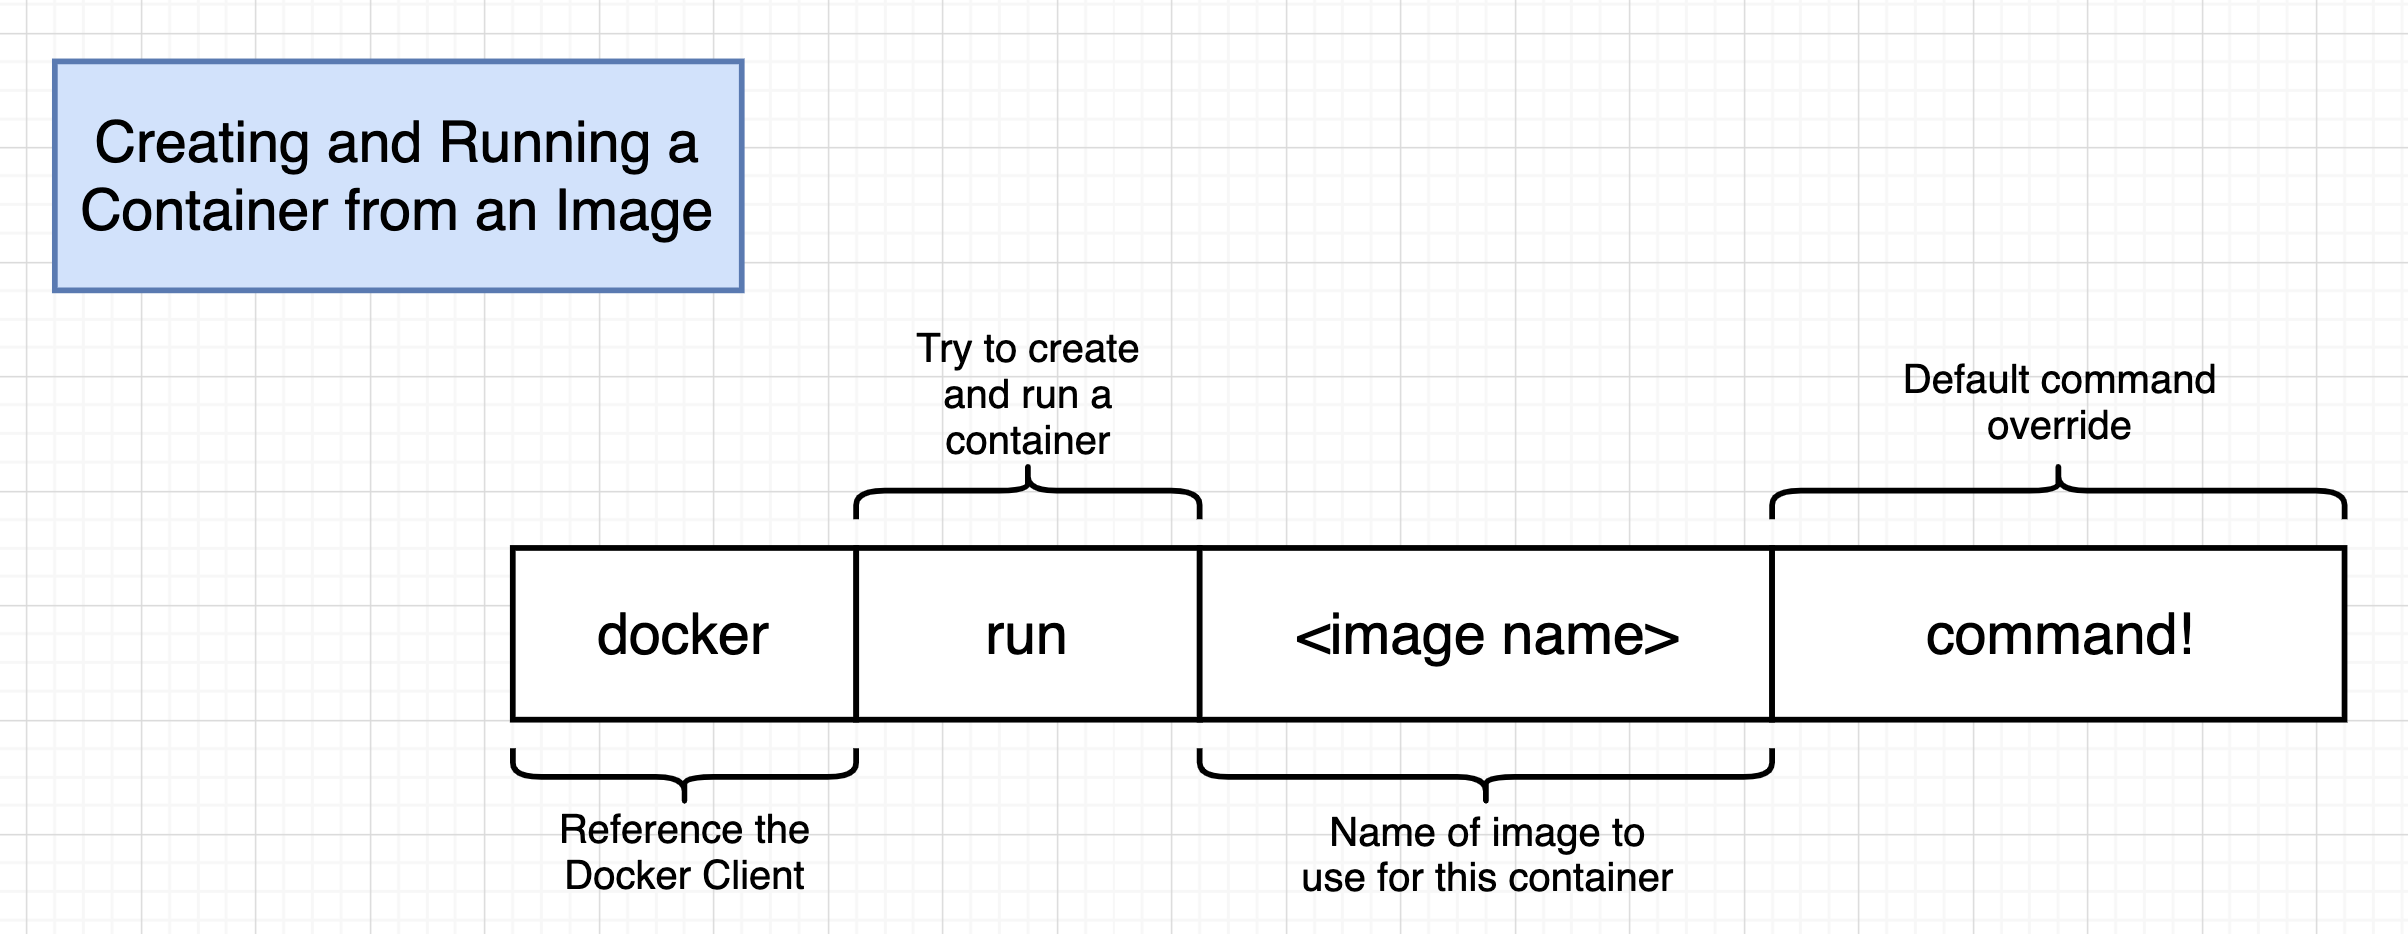 Creating and Running a
Container from an Image
Try to create
and run a
container
Default command
override
docker
run
<image name>
command!
Reference the
Docker Client
Name of image to
use for this container